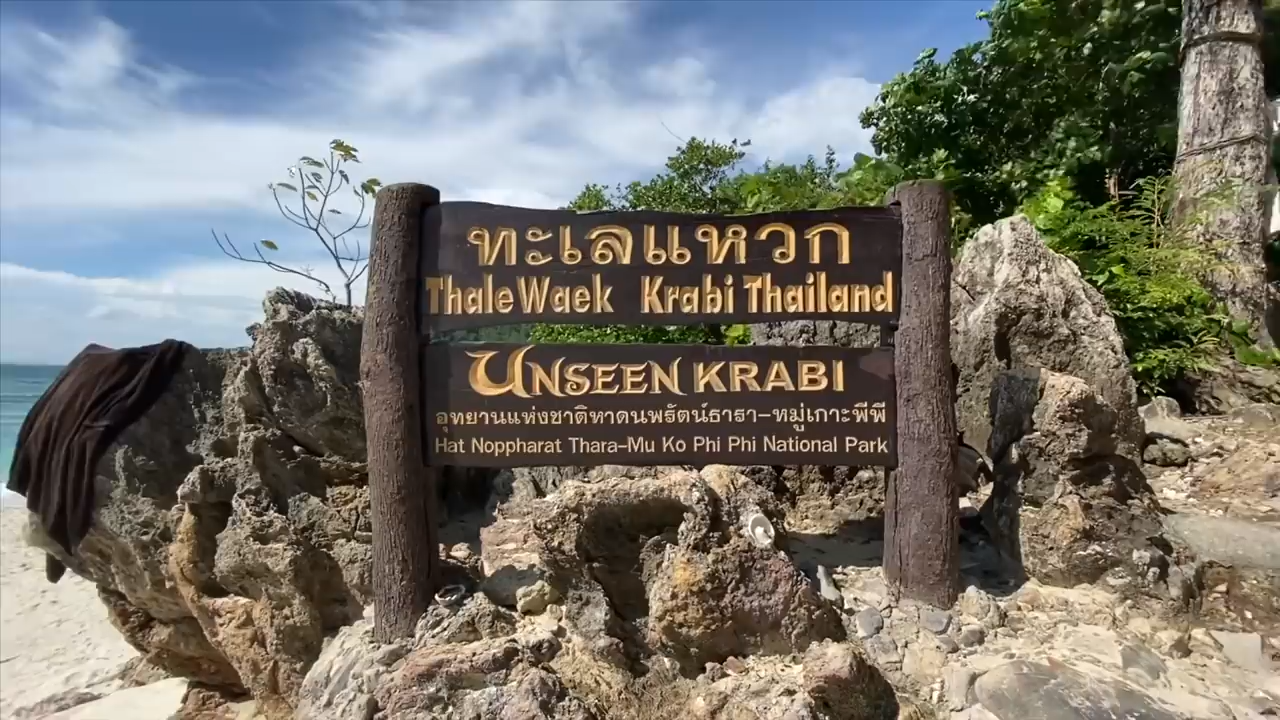 ทะเลแหวก
Thale Waek Krabi Thailand
UNSEEN KRABI
อุทยานแห่งชาติหาดนพรัตน์ธารา–หมู่เกาะพีพี
Hat Noppharat Thara–Mu Ko Phi Phi National Park